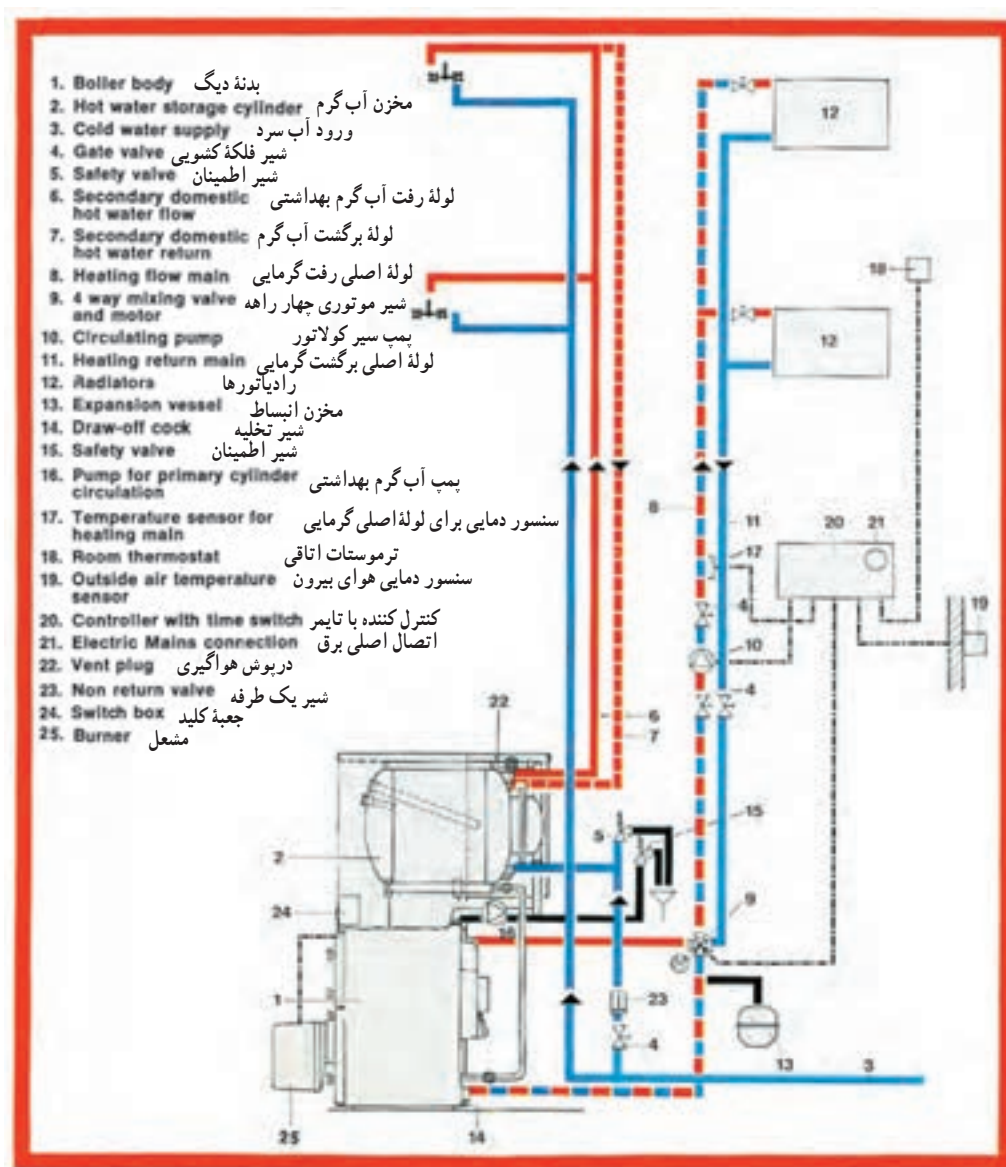 1. Boiler body بدنهٔ دیگ
2. Hot water storage cylinder مخزن آب گرم
3. Cold water supply ورود آب سرد
4. Gate valve شیر فلکهٔ کشویی
5. Safety valve شیر اطمینان
6. Secondary domestic لولهٔ رفت آب گرم بهداشتی
hot water flow
7. Secondary domestic لولهٔ برگشت آب گرم
hot water return
8. Heating flow main لولهٔ اصلی رفت گرمایی
9. 4 way mixing valve شیر موتوری چهار راهه
and motor
10. Circulating pump پمپ سیر کولاتور
11. Heating return main لولهٔ اصلی برگشت گرمایی
12. Radiators رادیاتورها
13. Expansion vessel مخزن انبساط
14. Draw-off cock شیر تخلیه
15. Safety valve شیر اطمینان
16. Pump for primary cylinder پمپ آب گرم بهداشتی
circulation
17. Temperature sensor for سنسور دمایی برای لولهٔ اصلی گرمایی
heating main
18. Room thermostat ترموستات اتاقی
19. Outside air temperature سنسور دمایی هوای بیرون
sensor
20. Controller with time switch کنترل کننده با تایمر
21. Electric Mains connection اتصال اصلی برق
22. Vent plug درپوش هواگیری
23. Non return valve شیر یک طرفه
24. Switch box جعبهٔ کلید
25. Burner مشعل
12
18
12
8
11
20
21
17
4
19
10
4
22
6
7
5
15
2
24
16
9
M
1
23
4
13
3
25
14